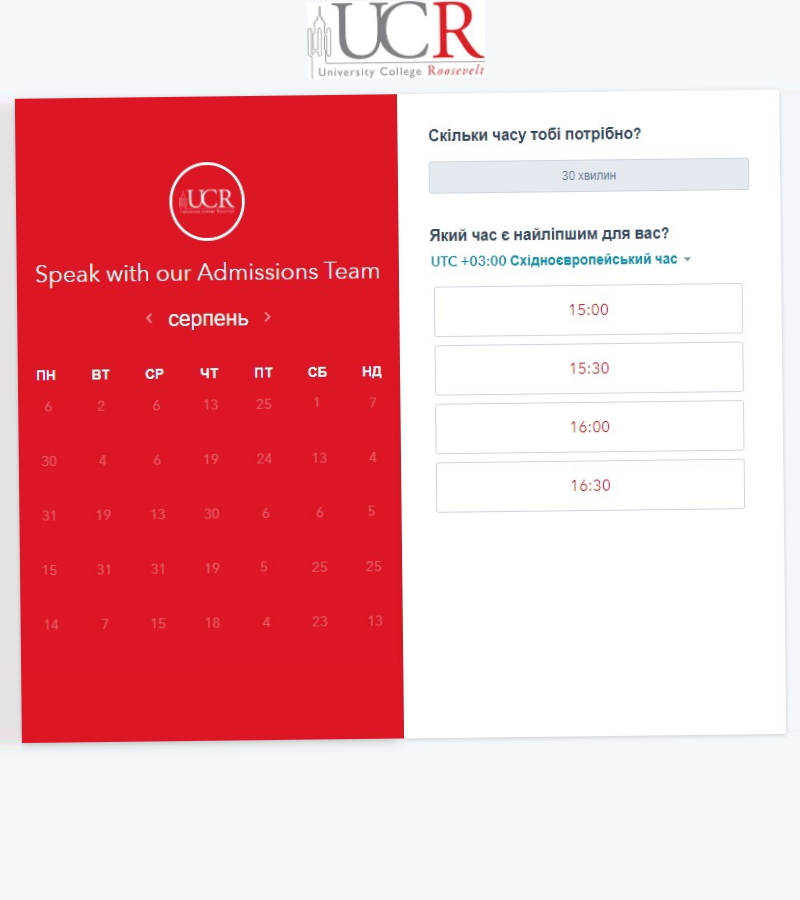 UCR
University College Roosevelt
UCR
Speak with our Admissions Team
серпень
ПН ВТ СР ЧТ ПТ СБ НД
6 2 6 13 25 1 7
30 4 6 19 24 13 4
31 19 13 30 6 6 5
15 31 31 19 5 25 25
14 7 15 18 4 23 13
Скільки часу тобі потрібно?
30 хвилин
Який час є найліпшим для вас?
UTC +03:00 Східноєвропейський час
15:00
15:30
16:00
16:30